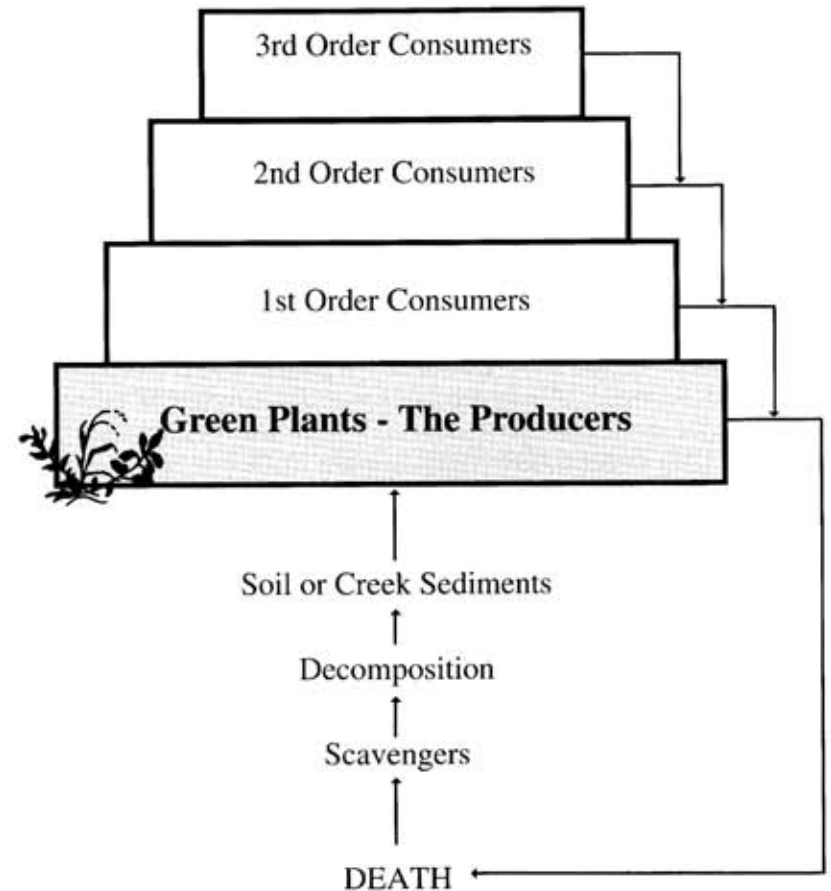 3rd Order Consumers
2nd Order Consumers
1st Order Consumers
Green Plants - The Producers
Soil or Creek Sediments
Decomposition
Scavengers
DEATH